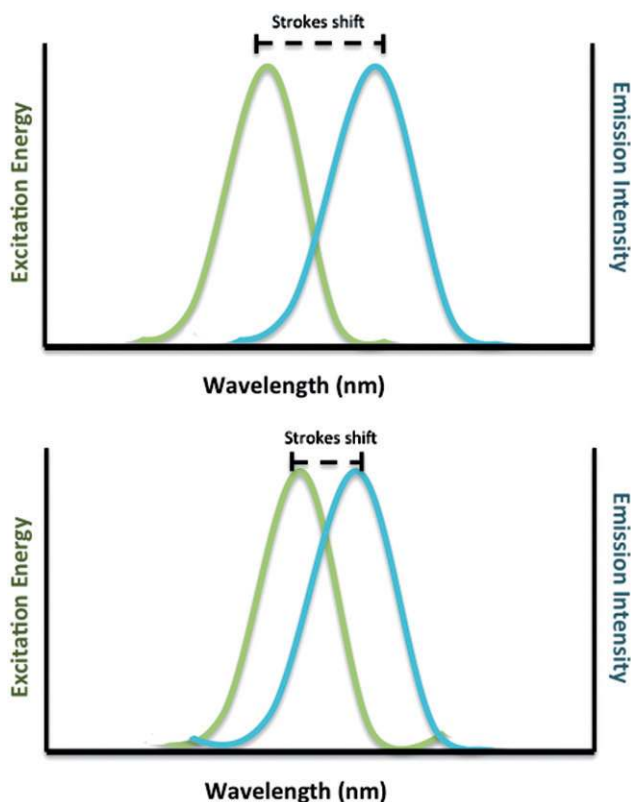 Strokes shift
Excitation Energy
Emission Intensity
Wavelength (nm)
Strokes shift
Excitation Energy
Emission Intensity
Wavelength (nm)